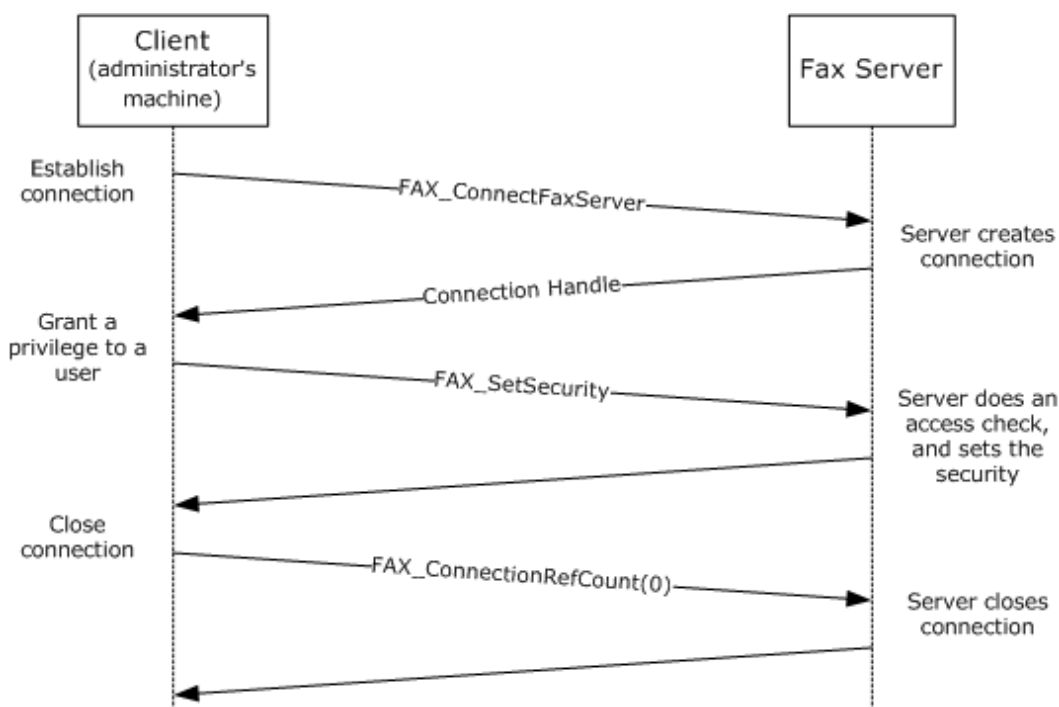 Client
(administrator's
machine)
Fax Server
Establish
connection
FAX_ConnectFaxServer
Server creates
connection
Connection Handle
Grant a
privilege to a
user
FAX_SetSecurity
Server does an
access check,
and sets the
security
Close
connection
FAX_ConnectionRefCount(0)
Server closes
connection